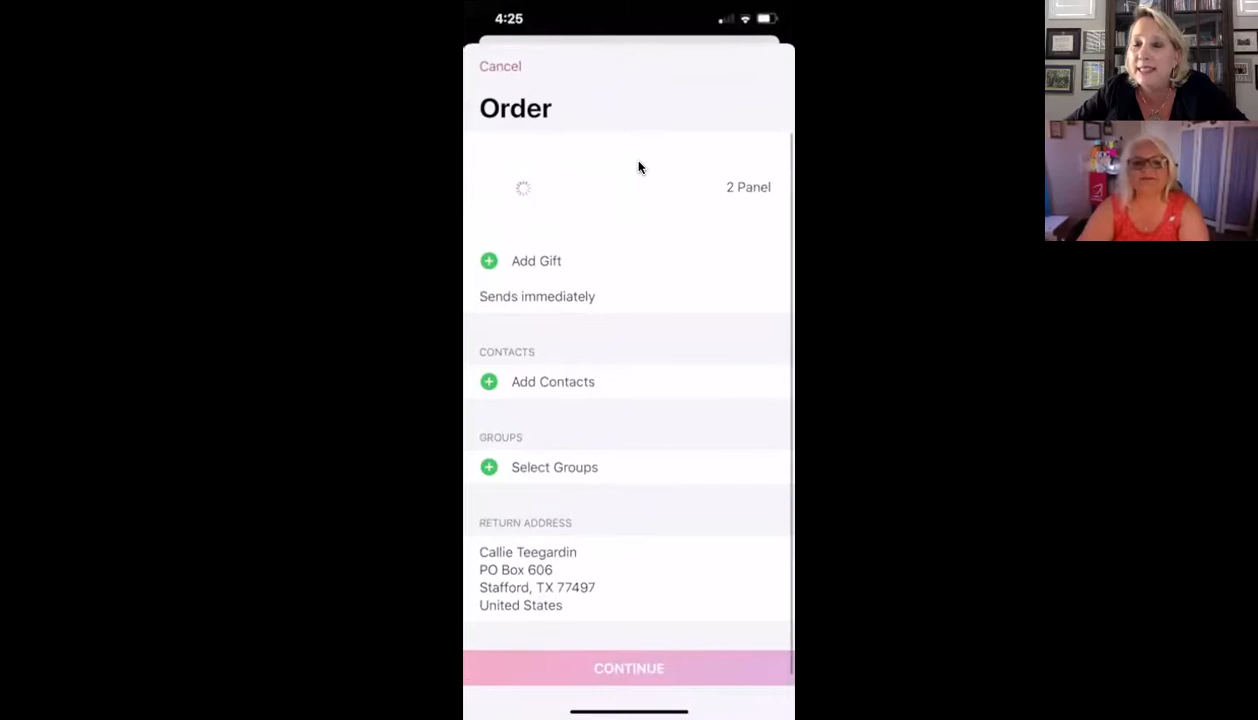 4:25
Cancel
Order
2 Panel
Add Gift
Sends immediately
CONTACTS
Add Contacts
GROUPS
Select Groups
RETURN ADDRESS
Callie Teegardin
PO Box 606
Stafford, TX 77497
United States
CONTINUE